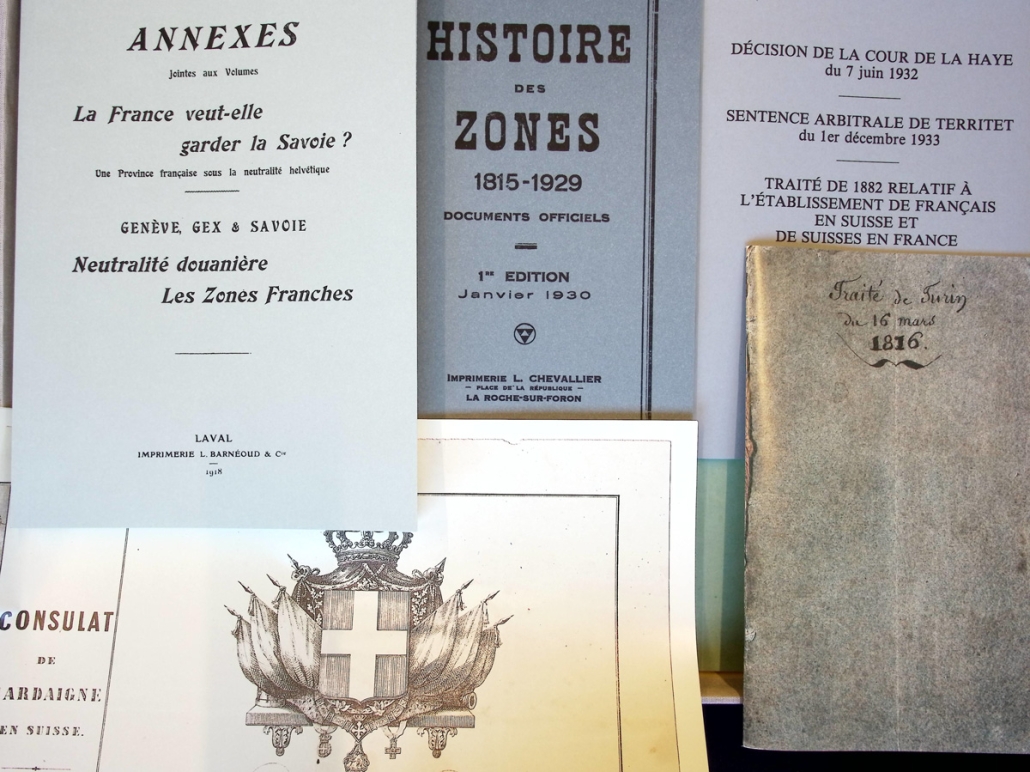 ANNEXES
jointes aux Volumes
La France veut-elle
garder la Savoie ?
Une Province française sous la neutralité helvétique
GENÈVE, GEX & SAVOIE
Neutralité douanière
Les Zones Franches
LAVAL
IMPRIMERIE L. BARNÉOUD & Cie
1918
HISTOIRE
DES
ZONES
1815-1929
DOCUMENTS OFFICIELS
1re EDITION
Janvier 1930
IMPRIMERIE L. CHEVALLIER
— PLACE DE LA RÉPUBLIQUE —
LA ROCHE-SUR-FORON
DÉCISION DE LA COUR DE LA HAYE
du 7 juin 1932
SENTENCE ARBITRALE DE TERRITET
du 1er décembre 1933
TRAITÉ DE 1882 RELATIF À
L'ÉTABLISSEMENT DE FRANÇAIS
EN SUISSE ET
DE SUISSES EN FRANCE
Traité de Turin
du 16 mars
1816.
CONSULAT
DE
ARDAIGNE
EN SUISSE.